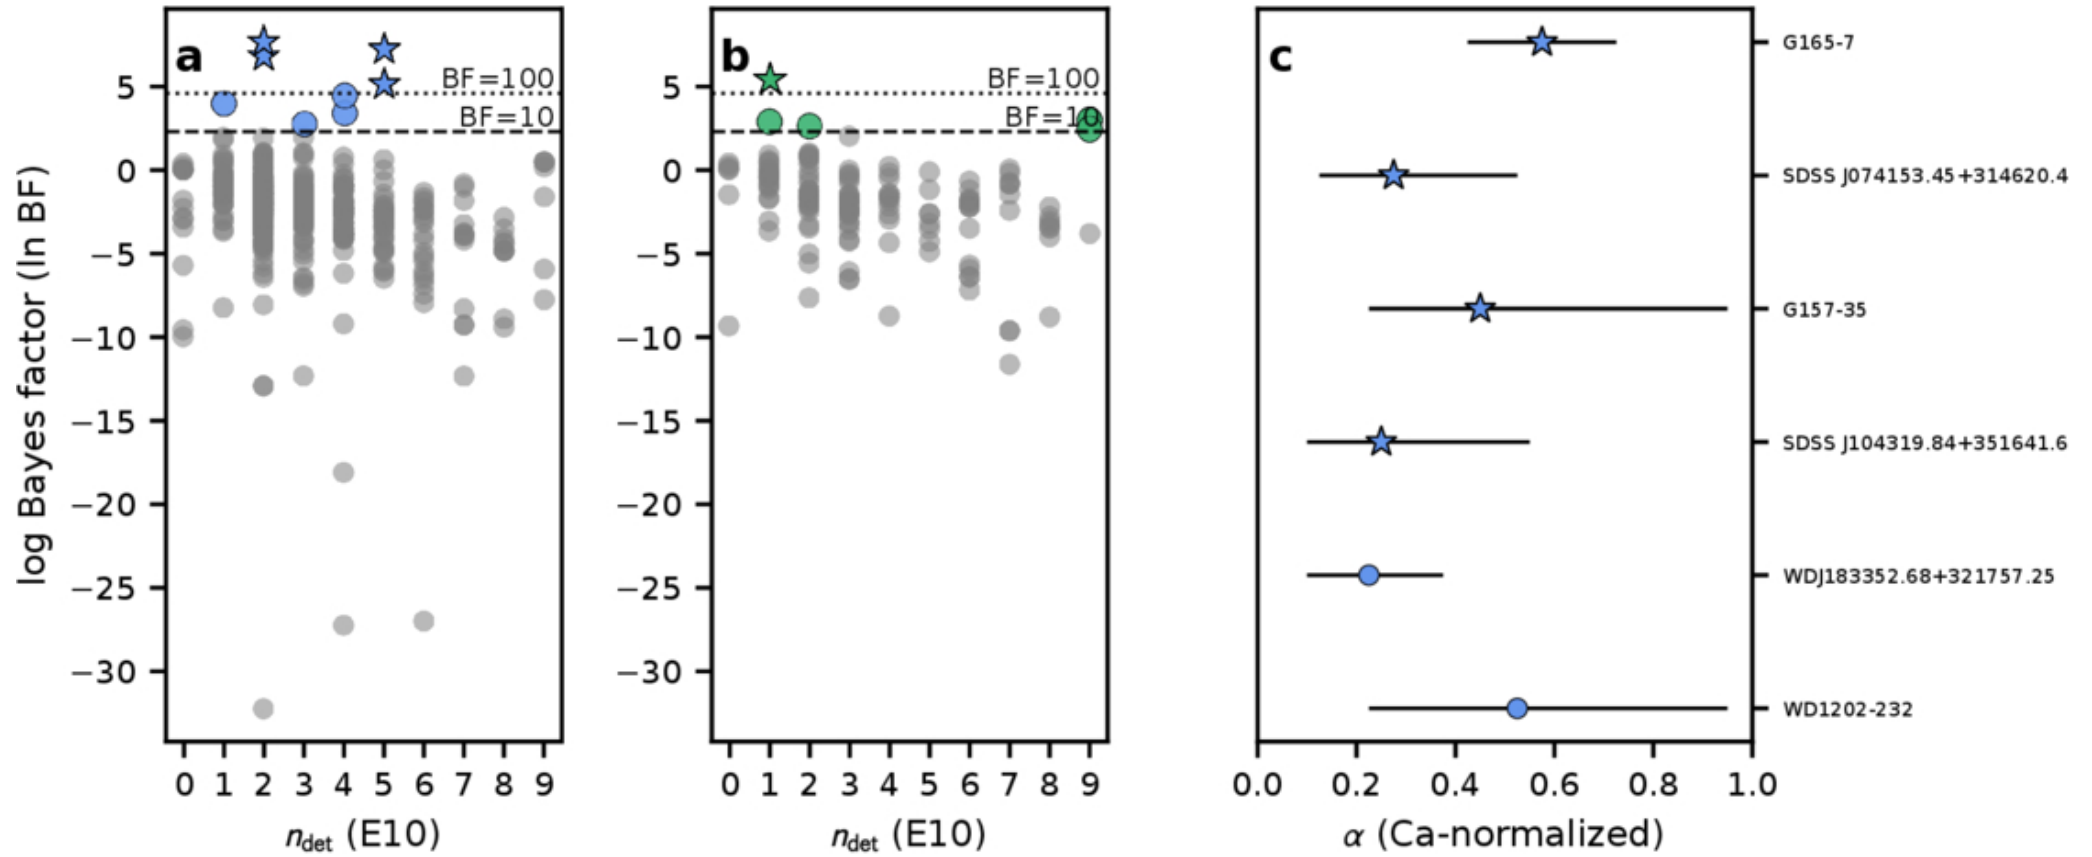 a
BF=100
BF=10
log Bayes factor (ln BF)
5
0
−5
−10
−15
−20
−25
−30
0 1 2 3 4 5 6 7 8 9
n_det (E10)
b
BF=100
BF=10
5
0
−5
−10
−15
−20
−25
−30
0 1 2 3 4 5 6 7 8 9
n_det (E10)
c
G165-7
SDSS J074153.45+314620.4
G157-35
SDSS J104319.84+351641.6
WDJ183352.68+321757.25
WD1202-232
0.0 0.2 0.4 0.6 0.8 1.0
α (Ca-normalized)